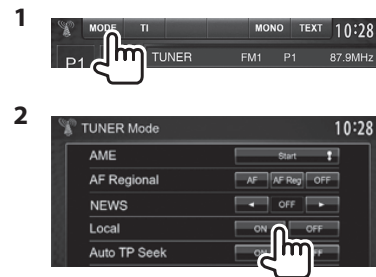 1
MODE TI MONO TEXT 10:28
P1 TUNER FM1 P1 87.9MHz
2
TUNER Mode 10:28
AME Start
AF Regional AF AF Reg OFF
NEWS OFF
Local ON OFF
Auto TP Seek ON